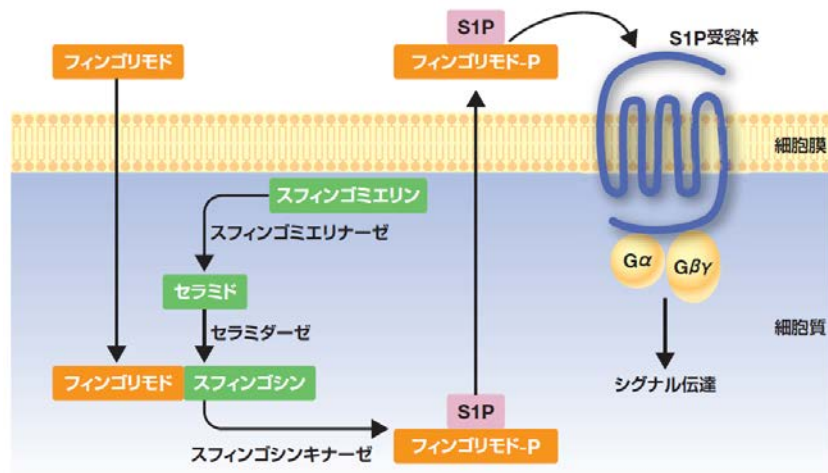 S1P
フィンゴリモド-P
S1P受容体
フィンゴリモド
細胞膜
スフィンゴミエリン
スフィンゴミエリナーゼ
セラミド
セラミダーゼ
フィンゴリモド
スフィンゴシン
スフィンゴシンキナーゼ
S1P
フィンゴリモド-P
Gα
Gβγ
シグナル伝達
細胞質